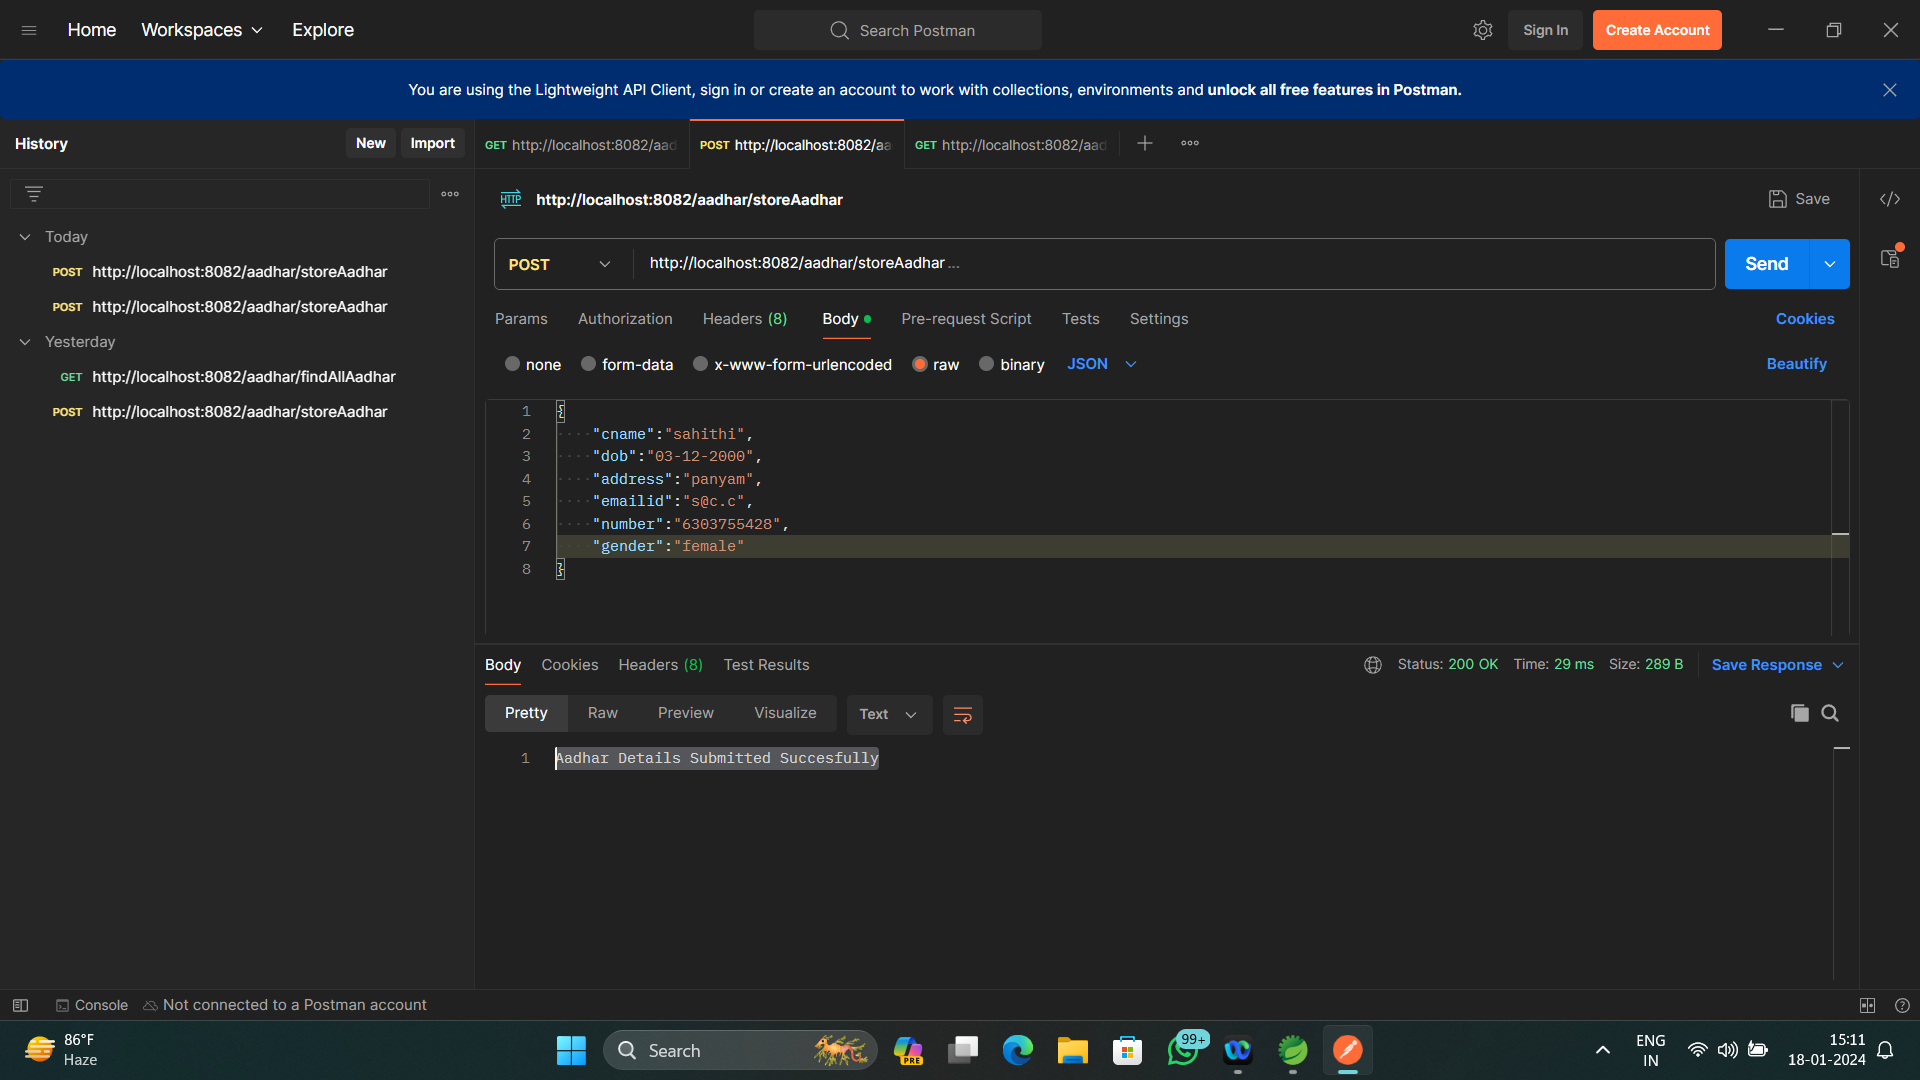 Home Workspaces Explore Search Postman Sign In Create Account
You are using the Lightweight API Client, sign in or create an account to work with collections, environments and unlock all free features in Postman.
History New Import
GET http://localhost:8082/aad POST http://localhost:8082/aa GET http://localhost:8082/aad
HTTP http://localhost:8082/aadhar/storeAadhar Save
Today
POST http://localhost:8082/aadhar/storeAadhar
POST http://localhost:8082/aadhar/storeAadhar
Yesterday
GET http://localhost:8082/aadhar/findAllAadhar
POST http://localhost:8082/aadhar/storeAadhar
POST http://localhost:8082/aadhar/storeAadhar ... Send
Params Authorization Headers (8) Body Pre-request Script Tests Settings Cookies
none form-data x-www-form-urlencoded raw binary JSON Beautify
1 {
2 "cname":"sahithi",
3 "dob":"03-12-2000",
4 "address":"panyam",
5 "emailid":"s@c.c",
6 "number":"6303755428",
7 "gender":"female"
8 }
Body Cookies Headers (8) Test Results Status: 200 OK Time: 29 ms Size: 289 B Save Response
Pretty Raw Preview Visualize Text
1 Aadhar Details Submitted Succesfully
Console Not connected to a Postman account
86°F
Haze
Search
PRE
99+
ENG
IN
15:11
18-01-2024